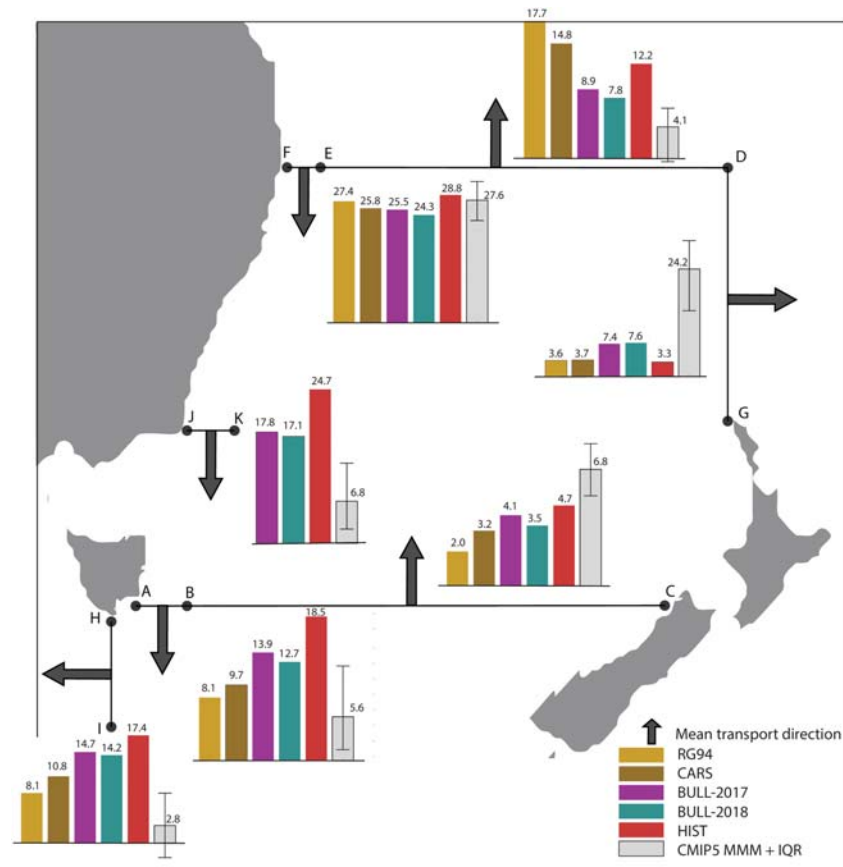 17.7
14.8
12.2
8.9
7.8
4.1
F E D
27.4 25.8 25.5 24.3 28.8 27.6
24.2
3.6 3.7 7.4 7.6 3.3
24.7
J K
17.8 17.1
6.8
G
6.8
4.7
4.1
3.5
3.2
2.0
A B C
H
18.5
13.9
12.7
9.7
8.1
5.6
I
17.4
14.7 14.2
10.8
8.1
2.8
Mean transport direction
RG94
CARS
BULL-2017
BULL-2018
HIST
CMIP5 MMM + IQR